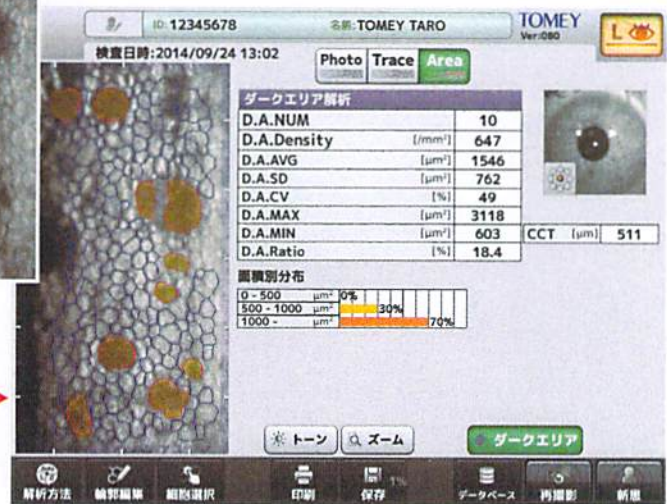 ID: 12345678 名前: TOMEY TARO TOMEY
Ver:080
L
検査日時:2014/09/24 13:02
Photo Trace Area
ダークエリア解析
D.A.NUM 10
D.A.Density [/mm²] 647
D.A.AVG [μm²] 1546
D.A.SD [μm²] 762
D.A.CV [%] 49
D.A.MAX [μm²] 3118
D.A.MIN [μm²] 603
CCT [μm] 511
D.A.Ratio [%] 18.4
面積別分布
0 - 500 μm² 0%
500 - 1000 μm² 30%
1000 - μm² 70%
トーン ズーム ダークエリア
解析方法 輪郭編集 細胞選択 印刷 保存 1% データベース 再撮影 新患